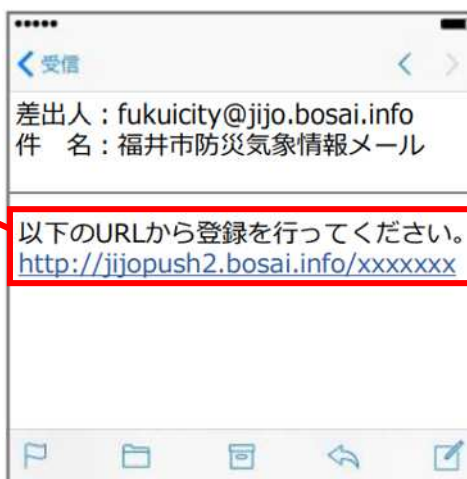 受信
差出人：fukuicity@jijo.bosai.info
件　名：福井市防災気象情報メール
以下のURLから登録を行ってください。
http://jijopush2.bosai.info/xxxxxxx